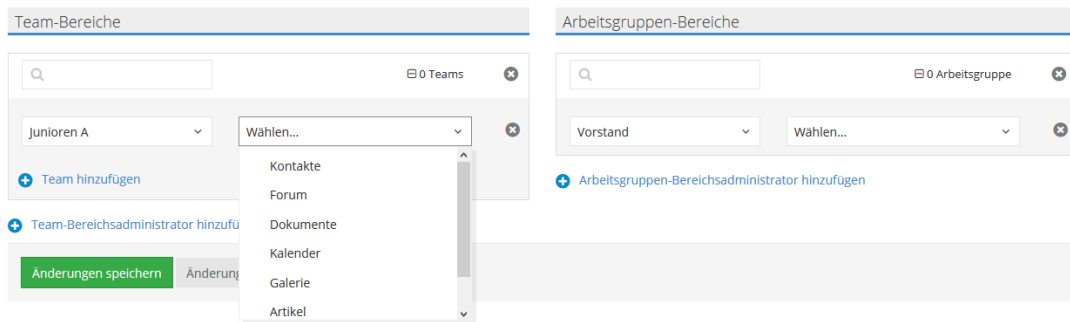 Team-Bereiche
0 Teams
Junioren A
Wählen...
Kontakte
Forum
Dokumente
Kalender
Galerie
Artikel
Team hinzufügen
Team-Bereichsadministrator hinzufü
Änderungen speichern
Änderung
Arbeitsgruppen-Bereiche
0 Arbeitsgruppe
Vorstand
Wählen...
Arbeitsgruppen-Bereichsadministrator hinzufügen